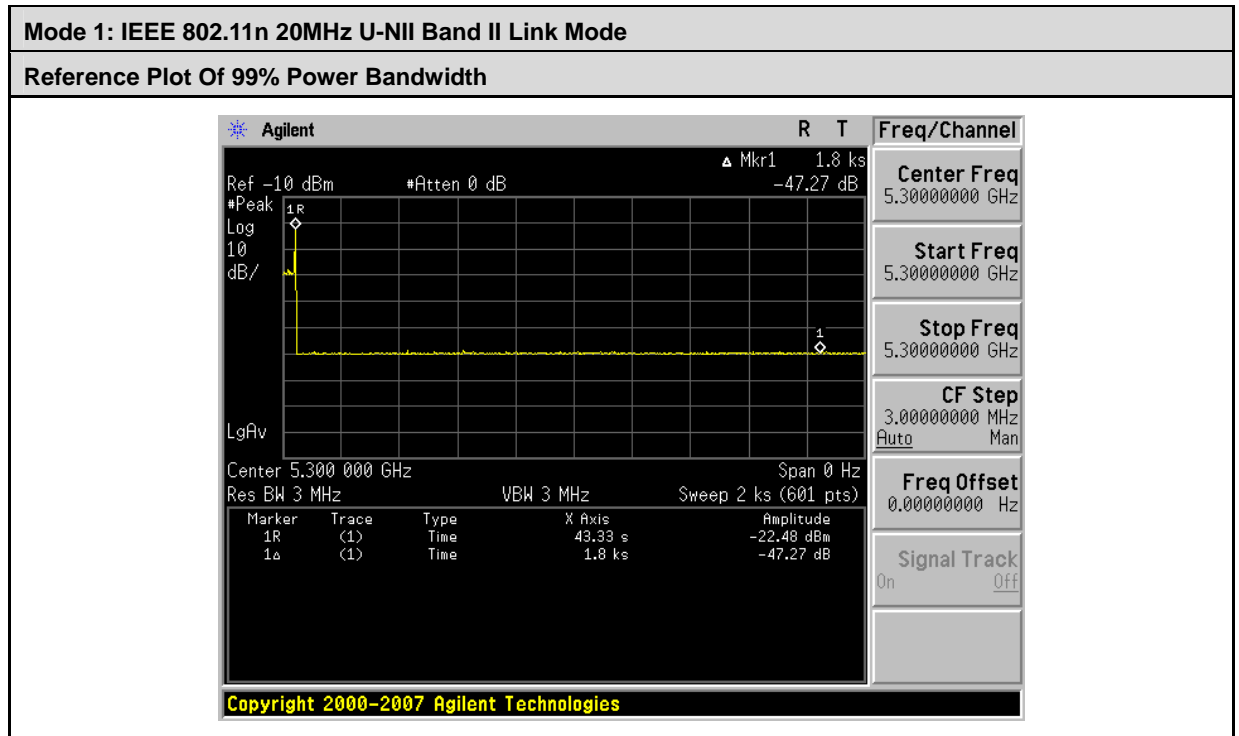 Mode 1: IEEE 802.11n 20MHz U-NII Band II Link Mode
Reference Plot Of 99% Power Bandwidth
Agilent R T Freq/Channel
Δ Mkr1 1.8 ks
Ref -10 dBm #Atten 0 dB -47.27 dB
#Peak
Log
10
dB/
1R
1
LgAv
Center 5.300 000 GHz Span 0 Hz
Res BW 3 MHz VBW 3 MHz Sweep 2 ks (601 pts)
Marker Trace Type X Axis Amplitude
1R (1) Time 43.33 s -22.48 dBm
1Δ (1) Time 1.8 ks -47.27 dB
Center Freq
5.30000000 GHz
Start Freq
5.30000000 GHz
Stop Freq
5.30000000 GHz
CF Step
3.00000000 MHz
Auto Man
Freq Offset
0.00000000 Hz
Signal Track
On Off
Copyright 2000-2007 Agilent Technologies